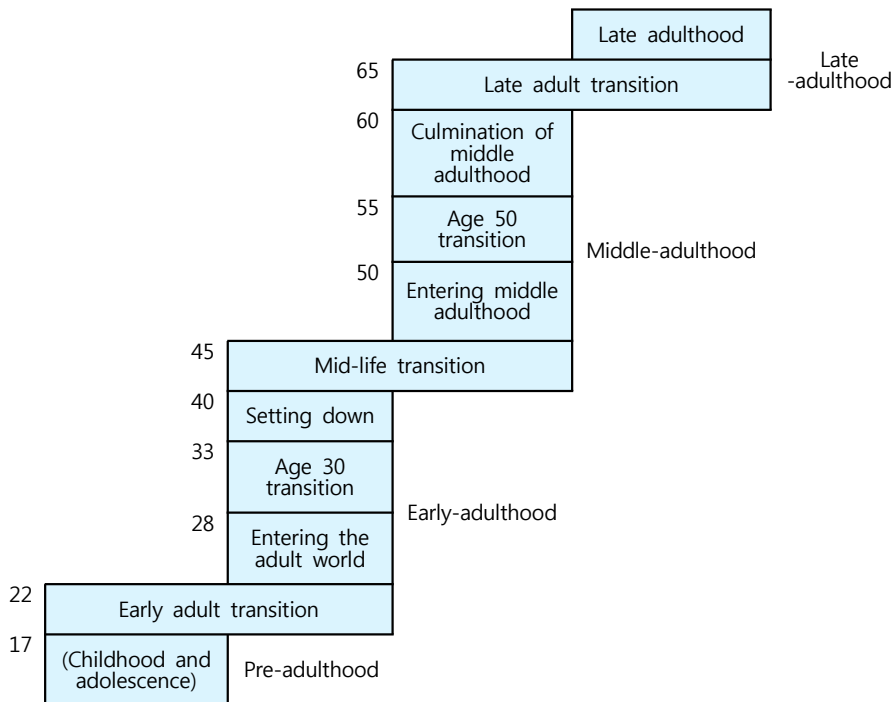 Late adulthood
65
Late adult transition
Late
-adulthood
60
Culmination of
middle
adulthood
55
Age 50
transition
Middle-adulthood
50
Entering middle
adulthood
45
Mid-life transition
40
Setting down
33
Age 30
transition
Early-adulthood
28
Entering the
adult world
22
Early adult transition
17
(Childhood and
adolescence)
Pre-adulthood